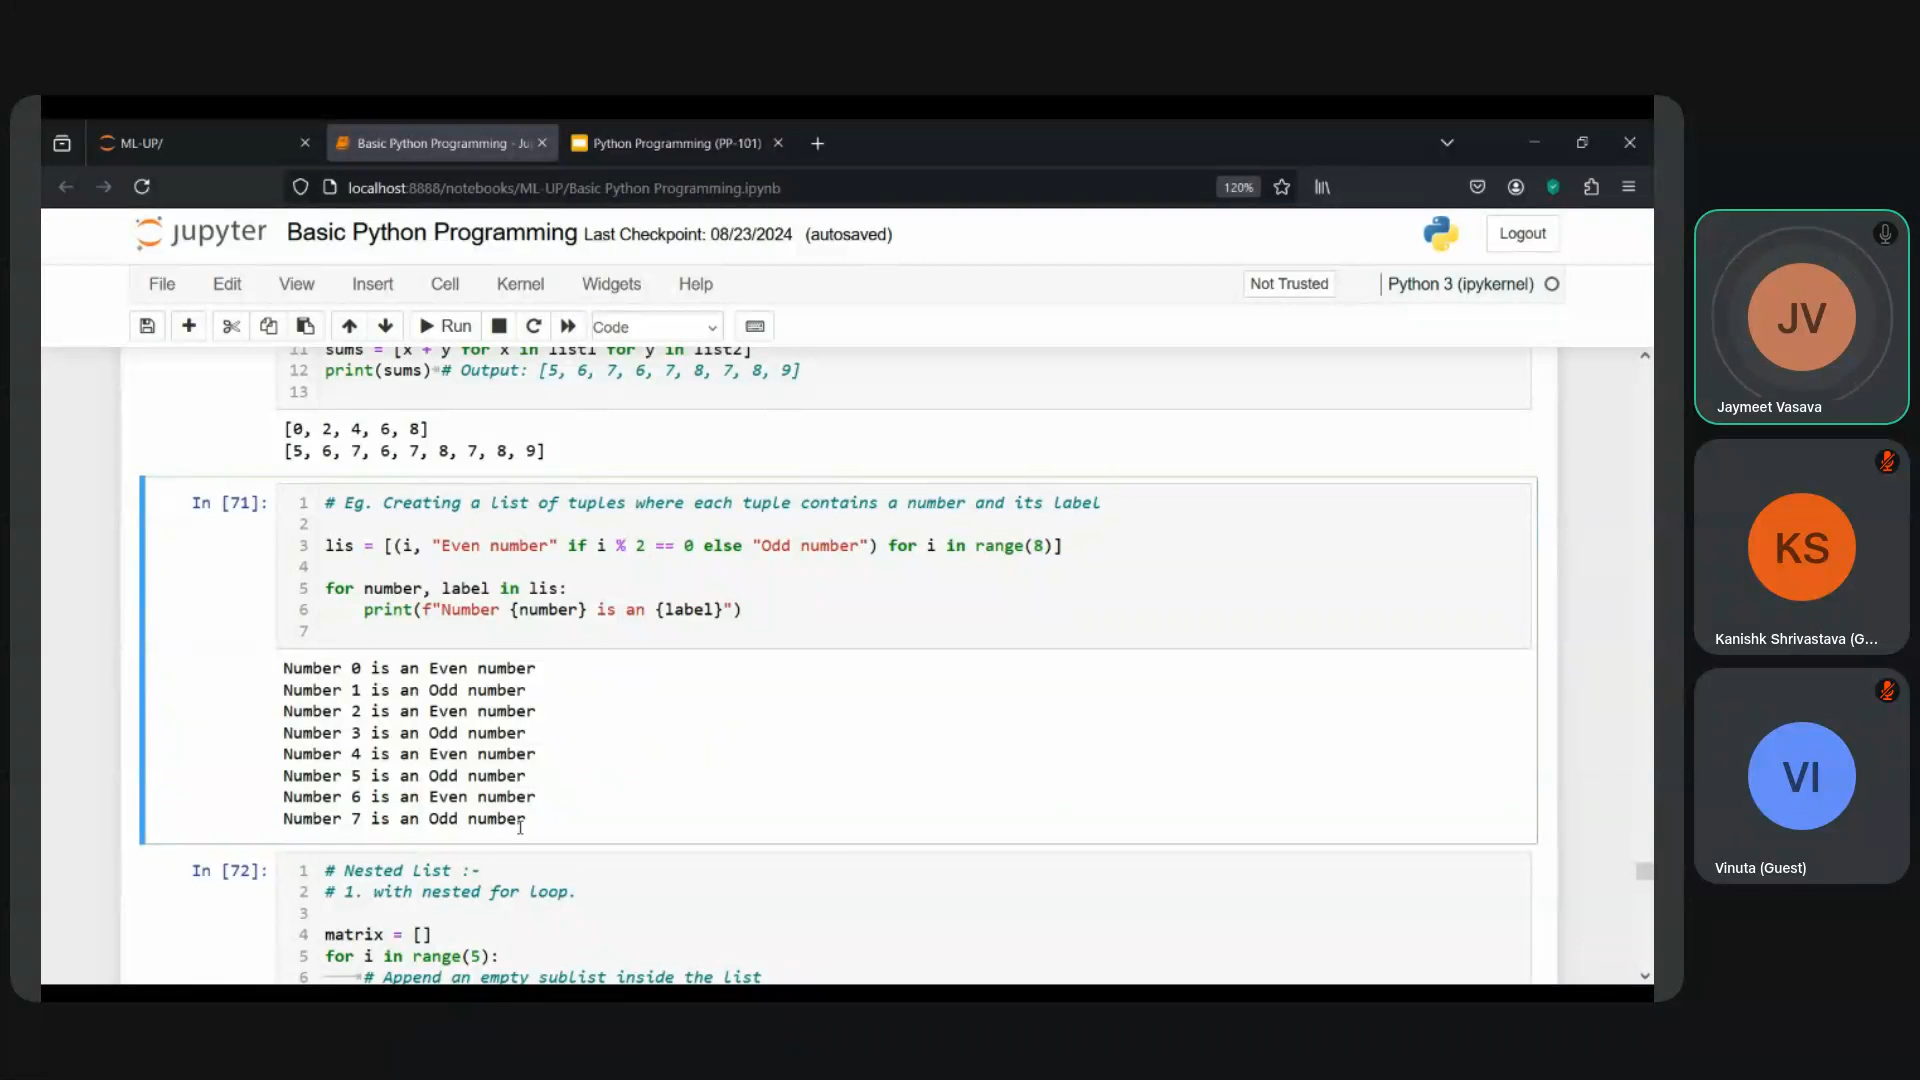 ML-UP/
Basic Python Programming - Ju
Python Programming (PP-101)
localhost:8888/notebooks/ML-UP/Basic Python Programming.ipynb
120%
jupyter Basic Python Programming Last Checkpoint: 08/23/2024 (autosaved)
Logout
File Edit View Insert Cell Kernel Widgets Help
Not Trusted
Python 3 (ipykernel)
Run
Code
11 sums = [x + y for x in list1 for y in list2]
12 print(sums) # Output: [5, 6, 7, 6, 7, 8, 7, 8, 9]
13
[0, 2, 4, 6, 8]
[5, 6, 7, 6, 7, 8, 7, 8, 9]
In [71]:
1 # Eg. Creating a list of tuples where each tuple contains a number and its label
2
3 lis = [(i, "Even number" if i % 2 == 0 else "Odd number") for i in range(8)]
4
5 for number, label in lis:
6 print(f"Number {number} is an {label}")
7
Number 0 is an Even number
Number 1 is an Odd number
Number 2 is an Even number
Number 3 is an Odd number
Number 4 is an Even number
Number 5 is an Odd number
Number 6 is an Even number
Number 7 is an Odd number
In [72]:
1 # Nested List :-
2 # 1. with nested for loop.
3
4 matrix = []
5 for i in range(5):
6 # Append an empty sublist inside the list
JV
Jaymeet Vasava
KS
Kanishk Shrivastava (G...
VI
Vinuta (Guest)